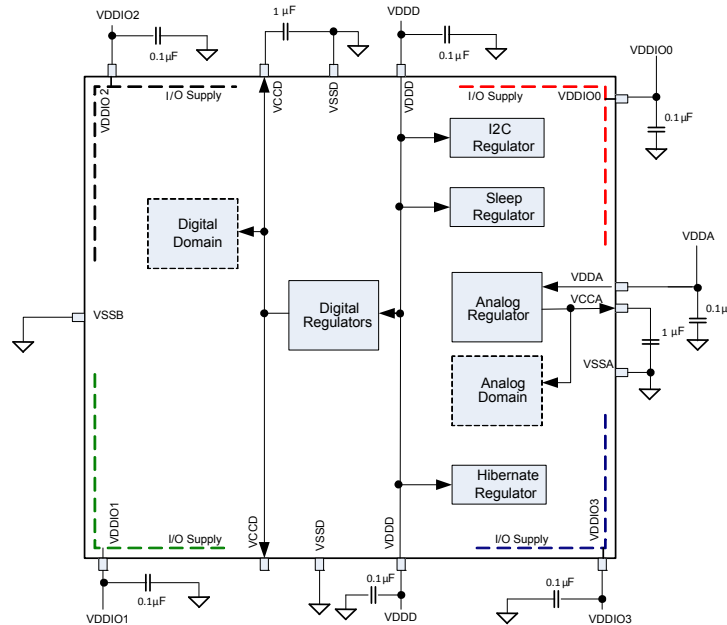 VDDIO2
0.1µF
1 µF
VDDD
0.1µF
VDDIO0
0.1µF
VDDIO2
I/O Supply
VCCD
VSSD
VDDD
I/O Supply
VDDIO0
I2C
Regulator
Sleep
Regulator
Digital
Domain
VDDA
VDDA
VCCA
0.1µ
1 µF
Analog
Regulator
Digital
Regulators
VSSB
VSSA
Analog
Domain
Hibernate
Regulator
VDDIO1
I/O Supply
VCCD
VSSD
VDDD
I/O Supply
VDDIO3
0.1µF
VDDIO1
0.1µF
VDDD
0.1µF
VDDIO3